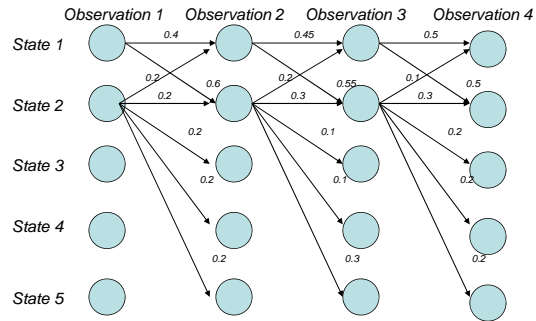 Observation 1 Observation 2 Observation 3 Observation 4
State 1
0.4 0.45 0.5
0.2 0.2 0.1
0.6 0.55 0.5
State 2
0.2 0.3 0.3
0.2 0.1 0.2
State 3
0.2 0.1 0.2
State 4
0.2 0.3 0.2
State 5